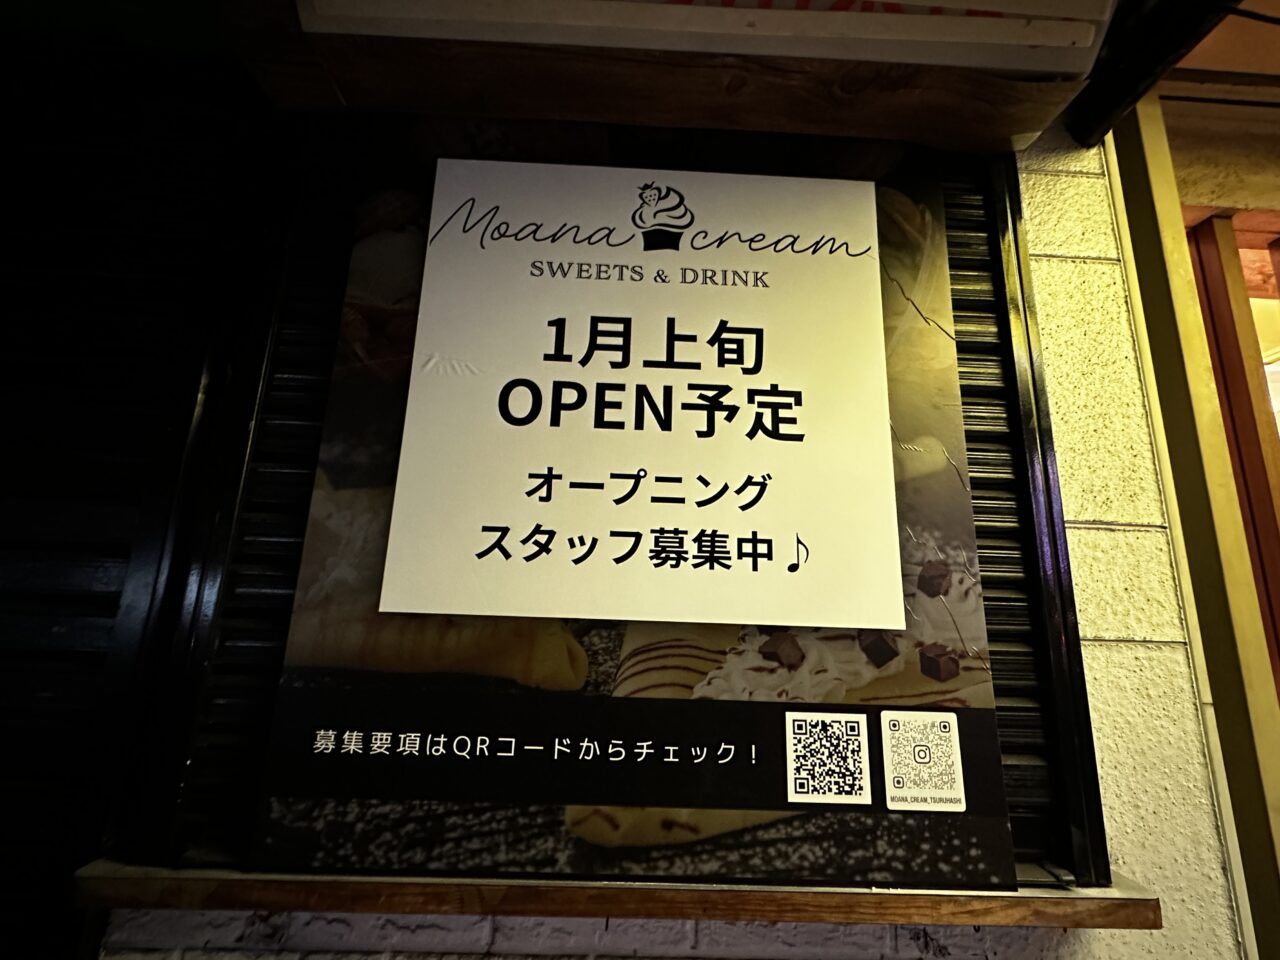 Moana cream
SWEETS & DRINK
1月上旬
OPEN予定
オープニング
スタッフ募集中♪
募集要項はQRコードからチェック!
MOANA_CREAM_TSURUHASHI